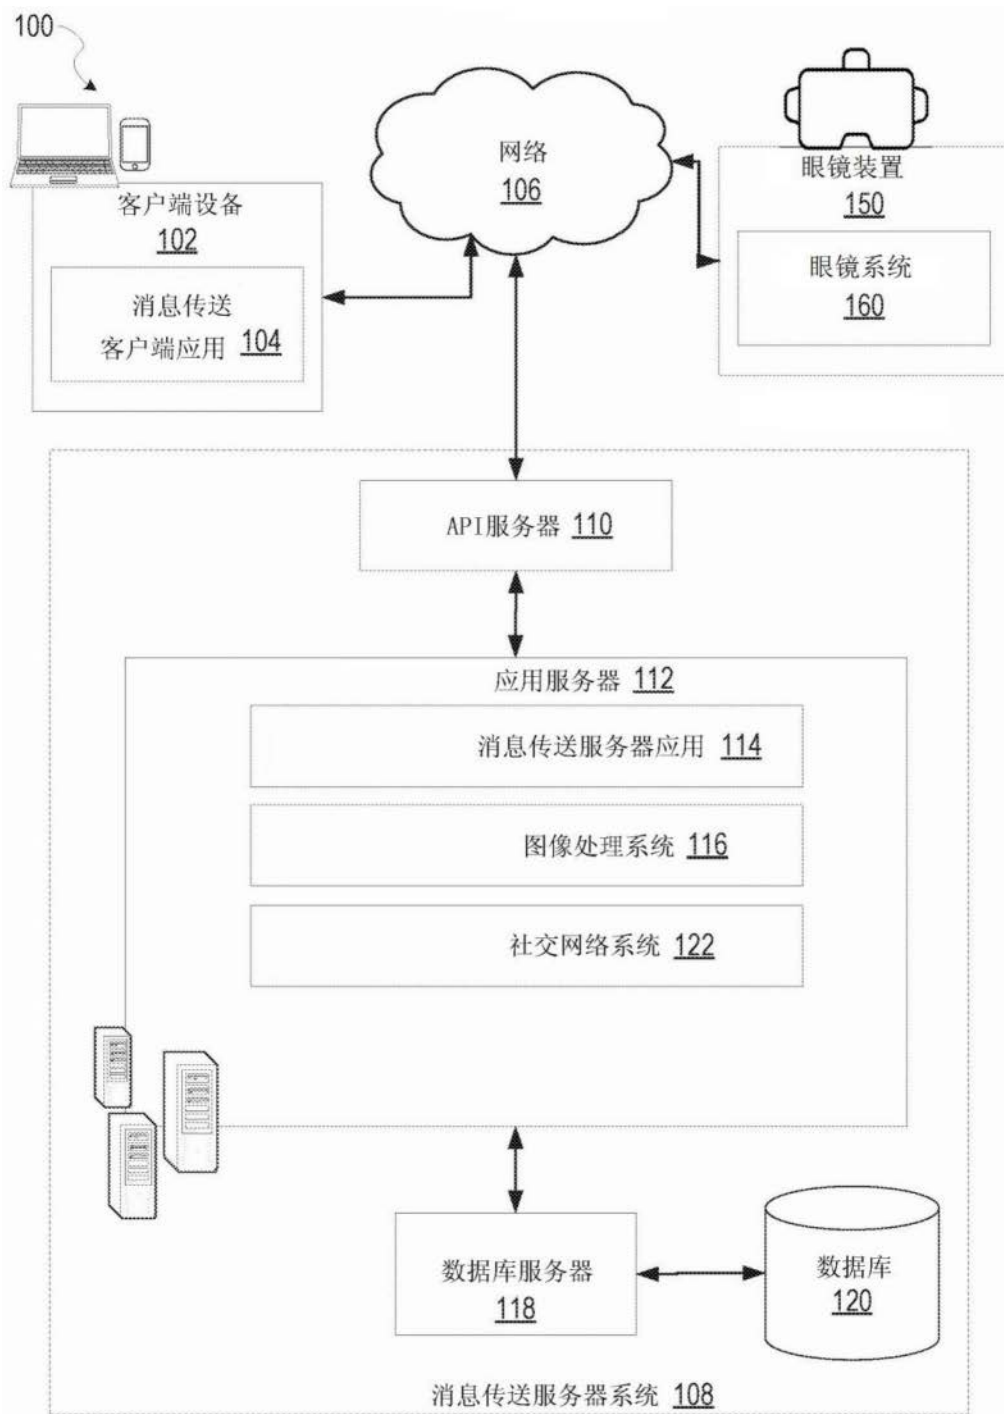 100
网络
106
眼镜装置
150
眼镜系统
160
客户端设备
102
消息传送
客户端应用 104
API服务器 110
应用服务器 112
消息传送服务器应用 114
图像处理系统 116
社交网络系统 122
数据库服务器
118
数据库
120
消息传送服务器系统 108